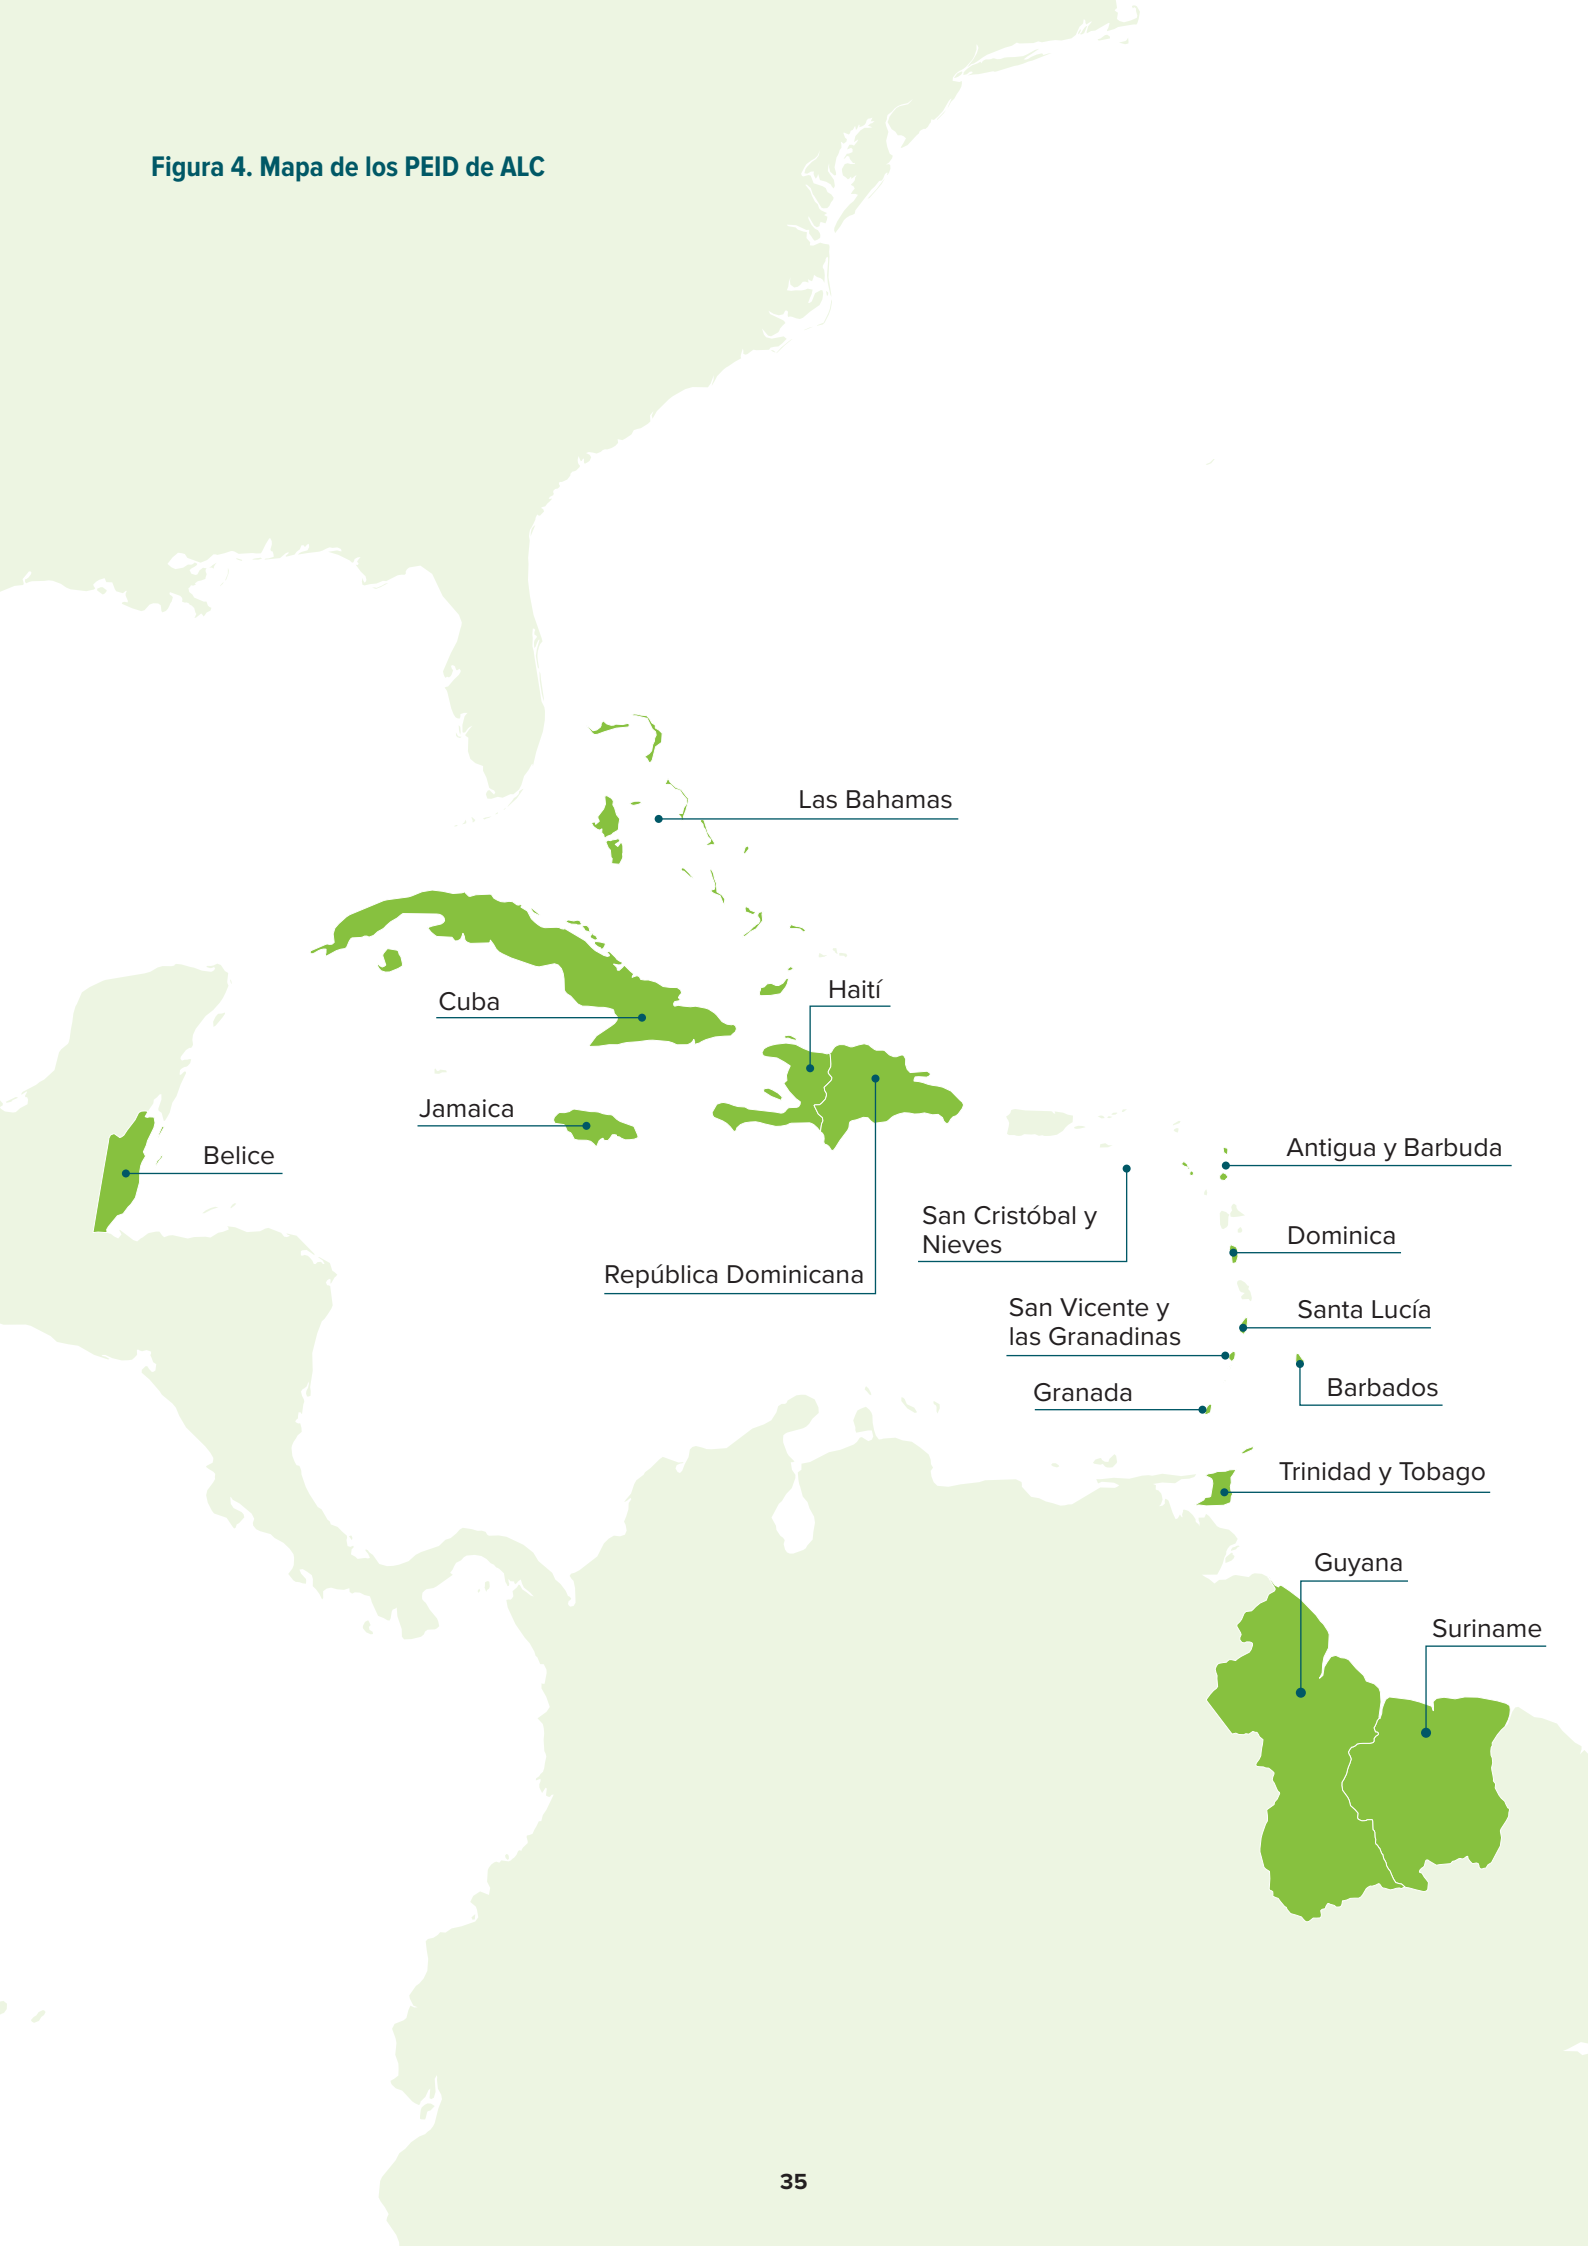 Figura 4. Mapa de los PEID de ALC
Las Bahamas
Haití
Cuba
Jamaica
Belice
Antigua y Barbuda
San Cristóbal y
Nieves
Dominica
República Dominicana
San Vicente y
las Granadinas
Santa Lucía
Granada
Barbados
Trinidad y Tobago
Guyana
Suriname
35